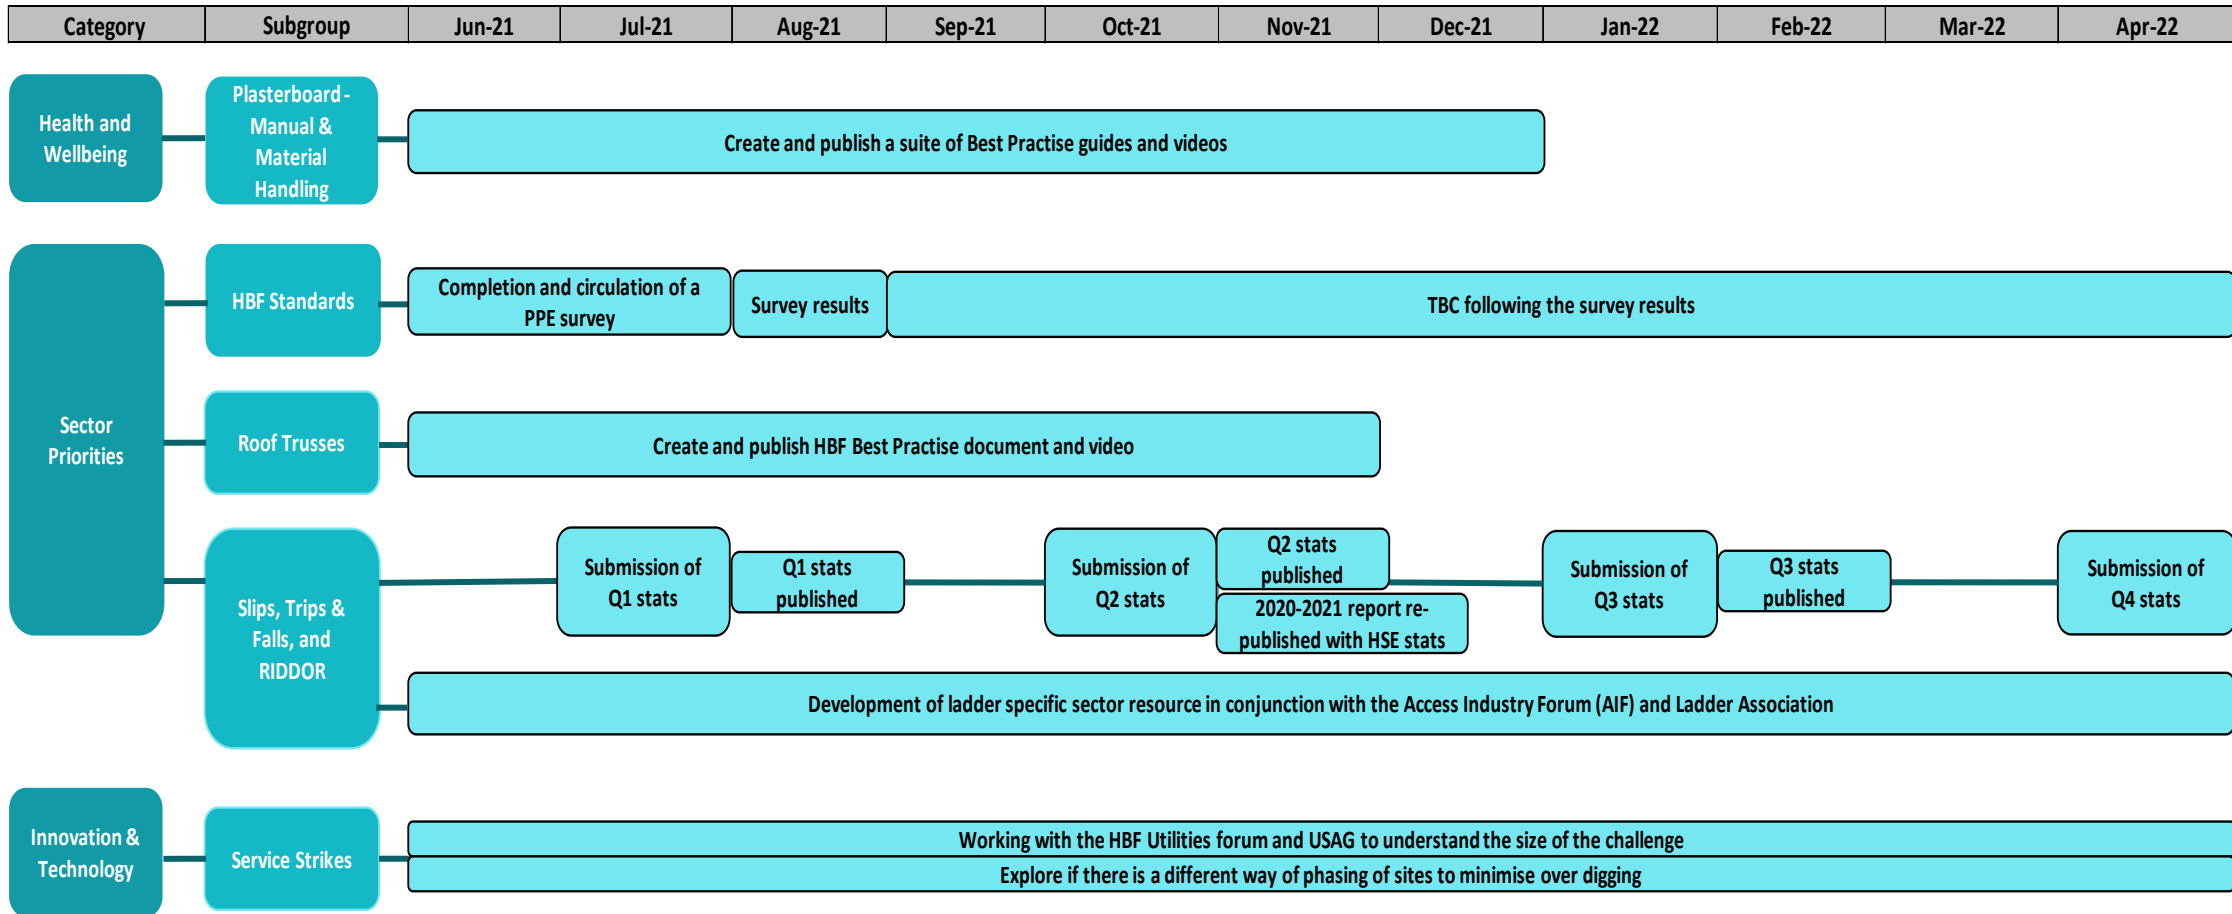 Category Subgroup Jun-21 Jul-21 Aug-21 Sep-21 Oct-21 Nov-21 Dec-21 Jan-22 Feb-22 Mar-22 Apr-22
Health and
Wellbeing
Plasterboard -
Manual &
Material
Handling
Create and publish a suite of Best Practise guides and videos
Sector
Priorities
HBF Standards
Completion and circulation of a
PPE survey
Survey results
TBC following the survey results
Roof Trusses
Create and publish HBF Best Practise document and video
Slips, Trips &
Falls, and
RIDDOR
Submission of
Q1 stats
Q1 stats
published
Submission of
Q2 stats
Q2 stats
published
2020-2021 report re-
published with HSE stats
Submission of
Q3 stats
Q3 stats
published
Submission of
Q4 stats
Development of ladder specific sector resource in conjunction with the Access Industry Forum (AIF) and Ladder Association
Innovation &
Technology
Service Strikes
Working with the HBF Utilities forum and USAG to understand the size of the challenge
Explore if there is a different way of phasing of sites to minimise over digging